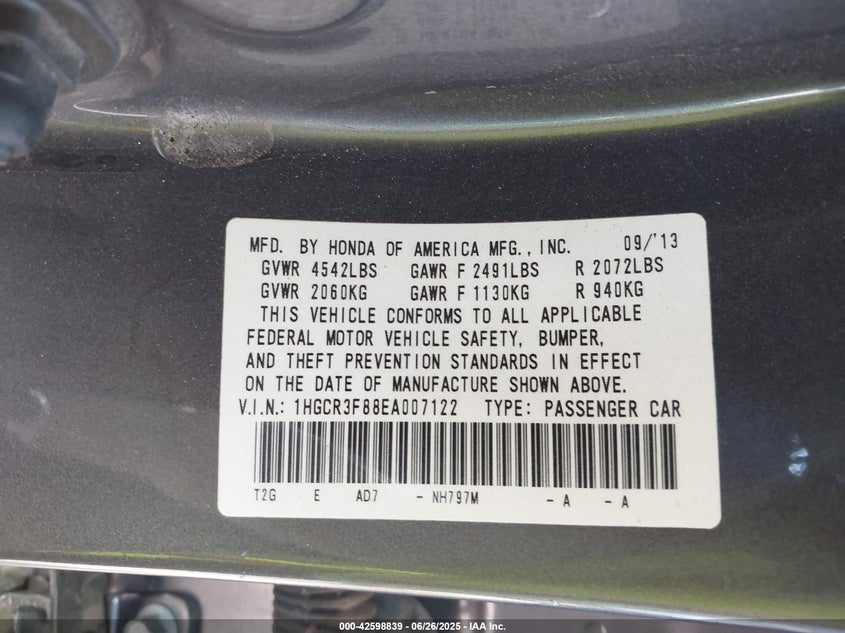 MFD. BY HONDA OF AMERICA MFG., INC. 09/'13
GVWR 4542LBS GAWR F 2491LBS R 2072LBS
GVWR 2060KG GAWR F 1130KG R 940KG
THIS VEHICLE CONFORMS TO ALL APPLICABLE
FEDERAL MOTOR VEHICLE SAFETY, BUMPER,
AND THEFT PREVENTION STANDARDS IN EFFECT
ON THE DATE OF MANUFACTURE SHOWN ABOVE.
V.I.N.: 1HGCR3F88EA007122 TYPE: PASSENGER CAR
T2G E AD7 - NH797M - A - A
000-42598839 - 06/26/2025 - IAA Inc.